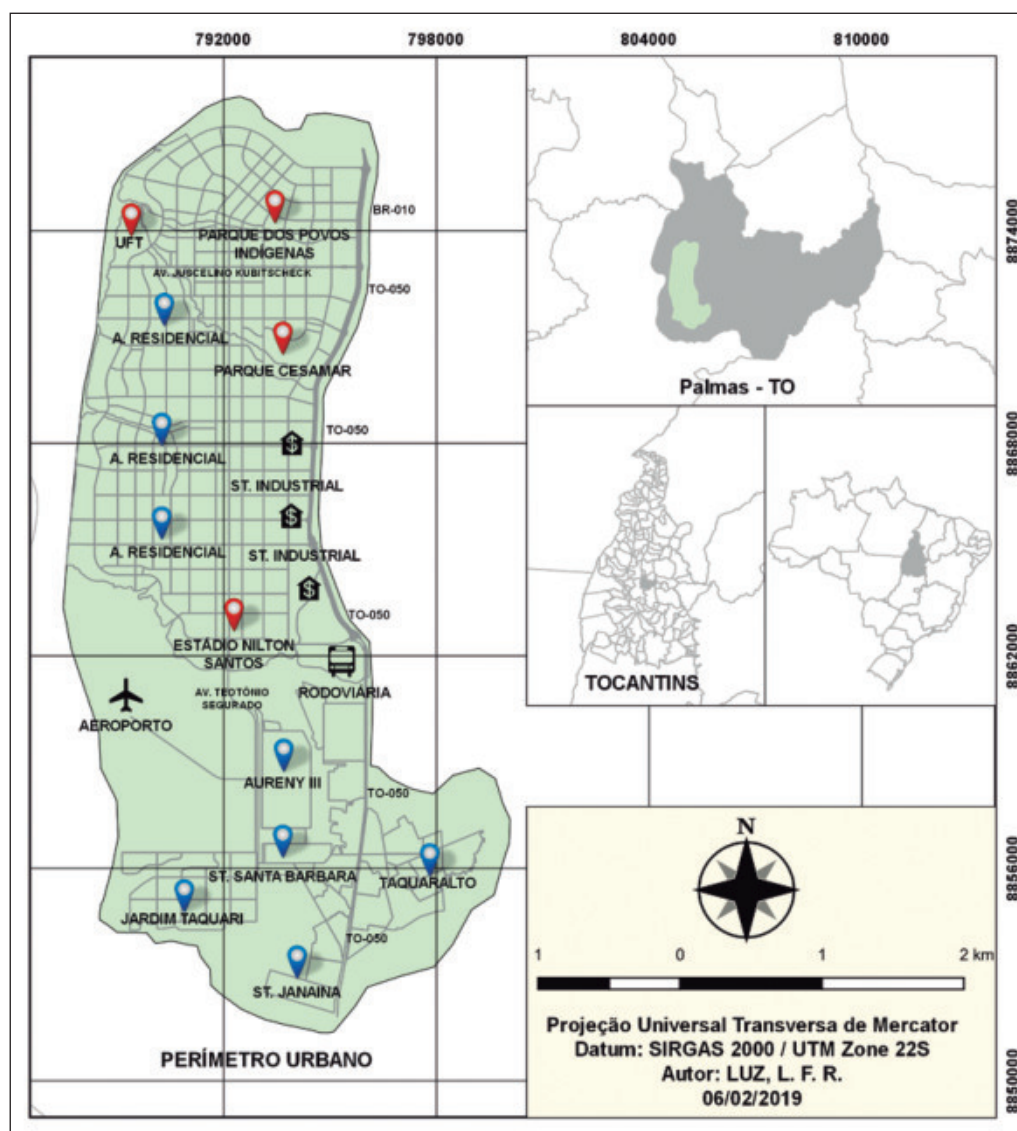 792000
798000
804000
810000
BR-010
UFT
PARQUE DOS POVOS
INDÍGENAS
AV. JUSCELINO KUBITSCHECK
TO-050
A. RESIDENCIAL
PARQUE CESAMAR
TO-050
A. RESIDENCIAL
ST. INDUSTRIAL
A. RESIDENCIAL
ST. INDUSTRIAL
TO-050
ESTÁDIO NILTON
SANTOS
RODOVIÁRIA
AV. TEOTÔNIO
SEGURADO
AEROPORTO
AURENY III
TO-050
ST. SANTA BARBARA
TAQUARALTO
JARDIM TAQUARI
TO-050
ST. JANAINA
PERÍMETRO URBANO
Palmas - TO
TOCANTINS
8874000
8868000
8862000
8856000
8850000
N
1 0 1 2 km
Projeção Universal Transversa de Mercator
Datum: SIRGAS 2000 / UTM Zone 22S
Autor: LUZ, L. F. R.
06/02/2019